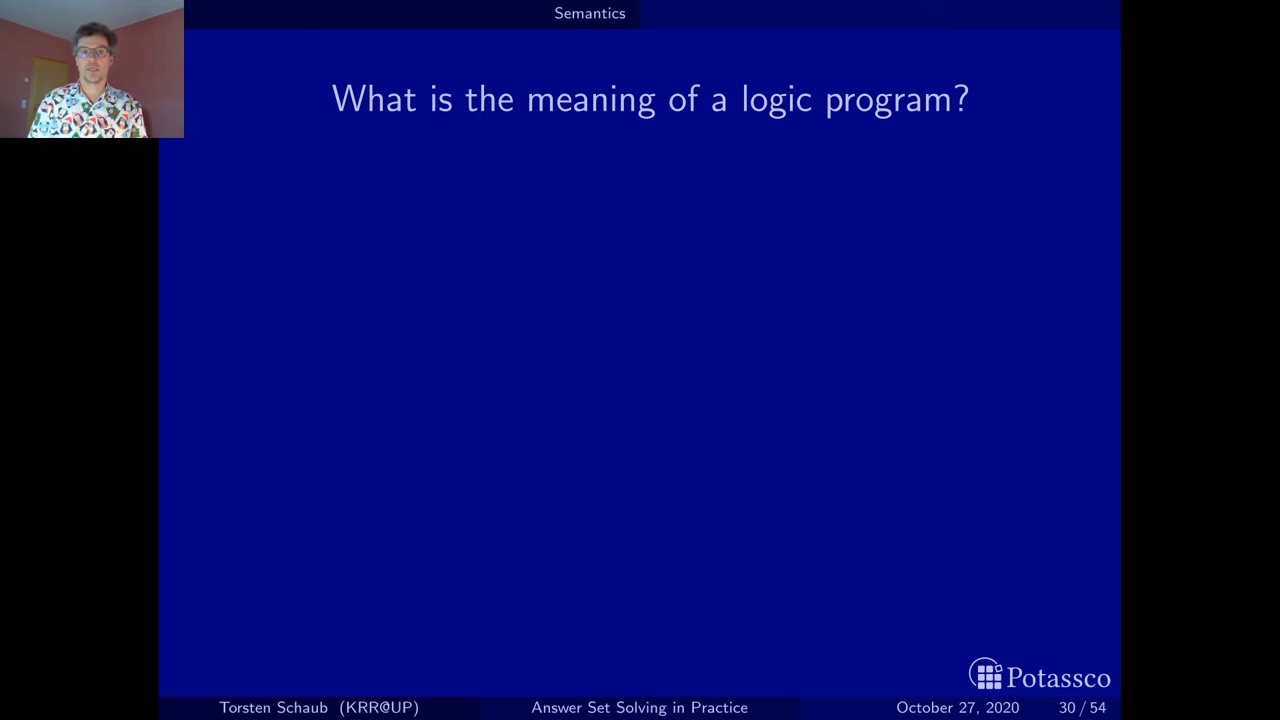 Semantics
What is the meaning of a logic program?
Potassco
Torsten Schaub (KRR@UP) Answer Set Solving in Practice October 27, 2020 30 / 54